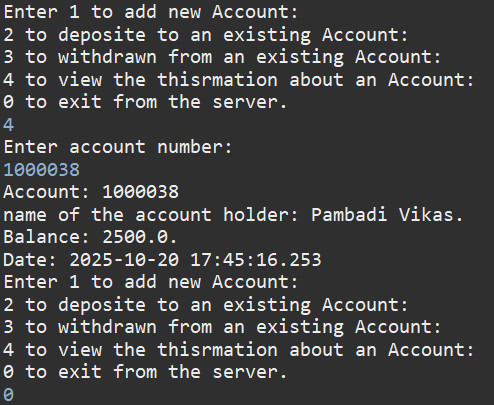 Enter 1 to add new Account:
2 to deposite to an existing Account:
3 to withdrawn from an existing Account:
4 to view the thisrmation about an Account:
0 to exit from the server.
4
Enter account number:
1000038
Account: 1000038
name of the account holder: Pambadi Vikas.
Balance: 2500.0.
Date: 2025-10-20 17:45:16.253
Enter 1 to add new Account:
2 to deposite to an existing Account:
3 to withdrawn from an existing Account:
4 to view the thisrmation about an Account:
0 to exit from the server.
0